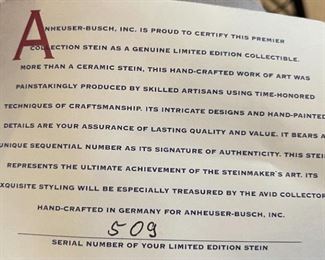 ANHEUSER-BUSCH, INC. IS PROUD TO CERTIFY THIS PREMIER
COLLECTION STEIN AS A GENUINE LIMITED EDITION COLLECTIBLE.
MORE THAN A CERAMIC STEIN, THIS HAND-CRAFTED WORK OF ART WAS
PAINSTAKINGLY PRODUCED BY SKILLED ARTISANS USING TIME-HONORED
TECHNIQUES OF CRAFTSMANSHIP. ITS INTRICATE DESIGNS AND HAND-PAINTED
DETAILS ARE YOUR ASSURANCE OF LASTING QUALITY AND VALUE. IT BEARS A
UNIQUE SEQUENTIAL NUMBER AS ITS SIGNATURE OF AUTHENTICITY. THIS STEIN
REPRESENTS THE ULTIMATE ACHIEVEMENT OF THE STEINMAKER'S ART. ITS
EXQUISITE STYLING WILL BE ESPECIALLY TREASURED BY THE AVID COLLECTOR.
HAND-CRAFTED IN GERMANY FOR ANHEUSER-BUSCH, INC.
509
SERIAL NUMBER OF YOUR LIMITED EDITION STEIN